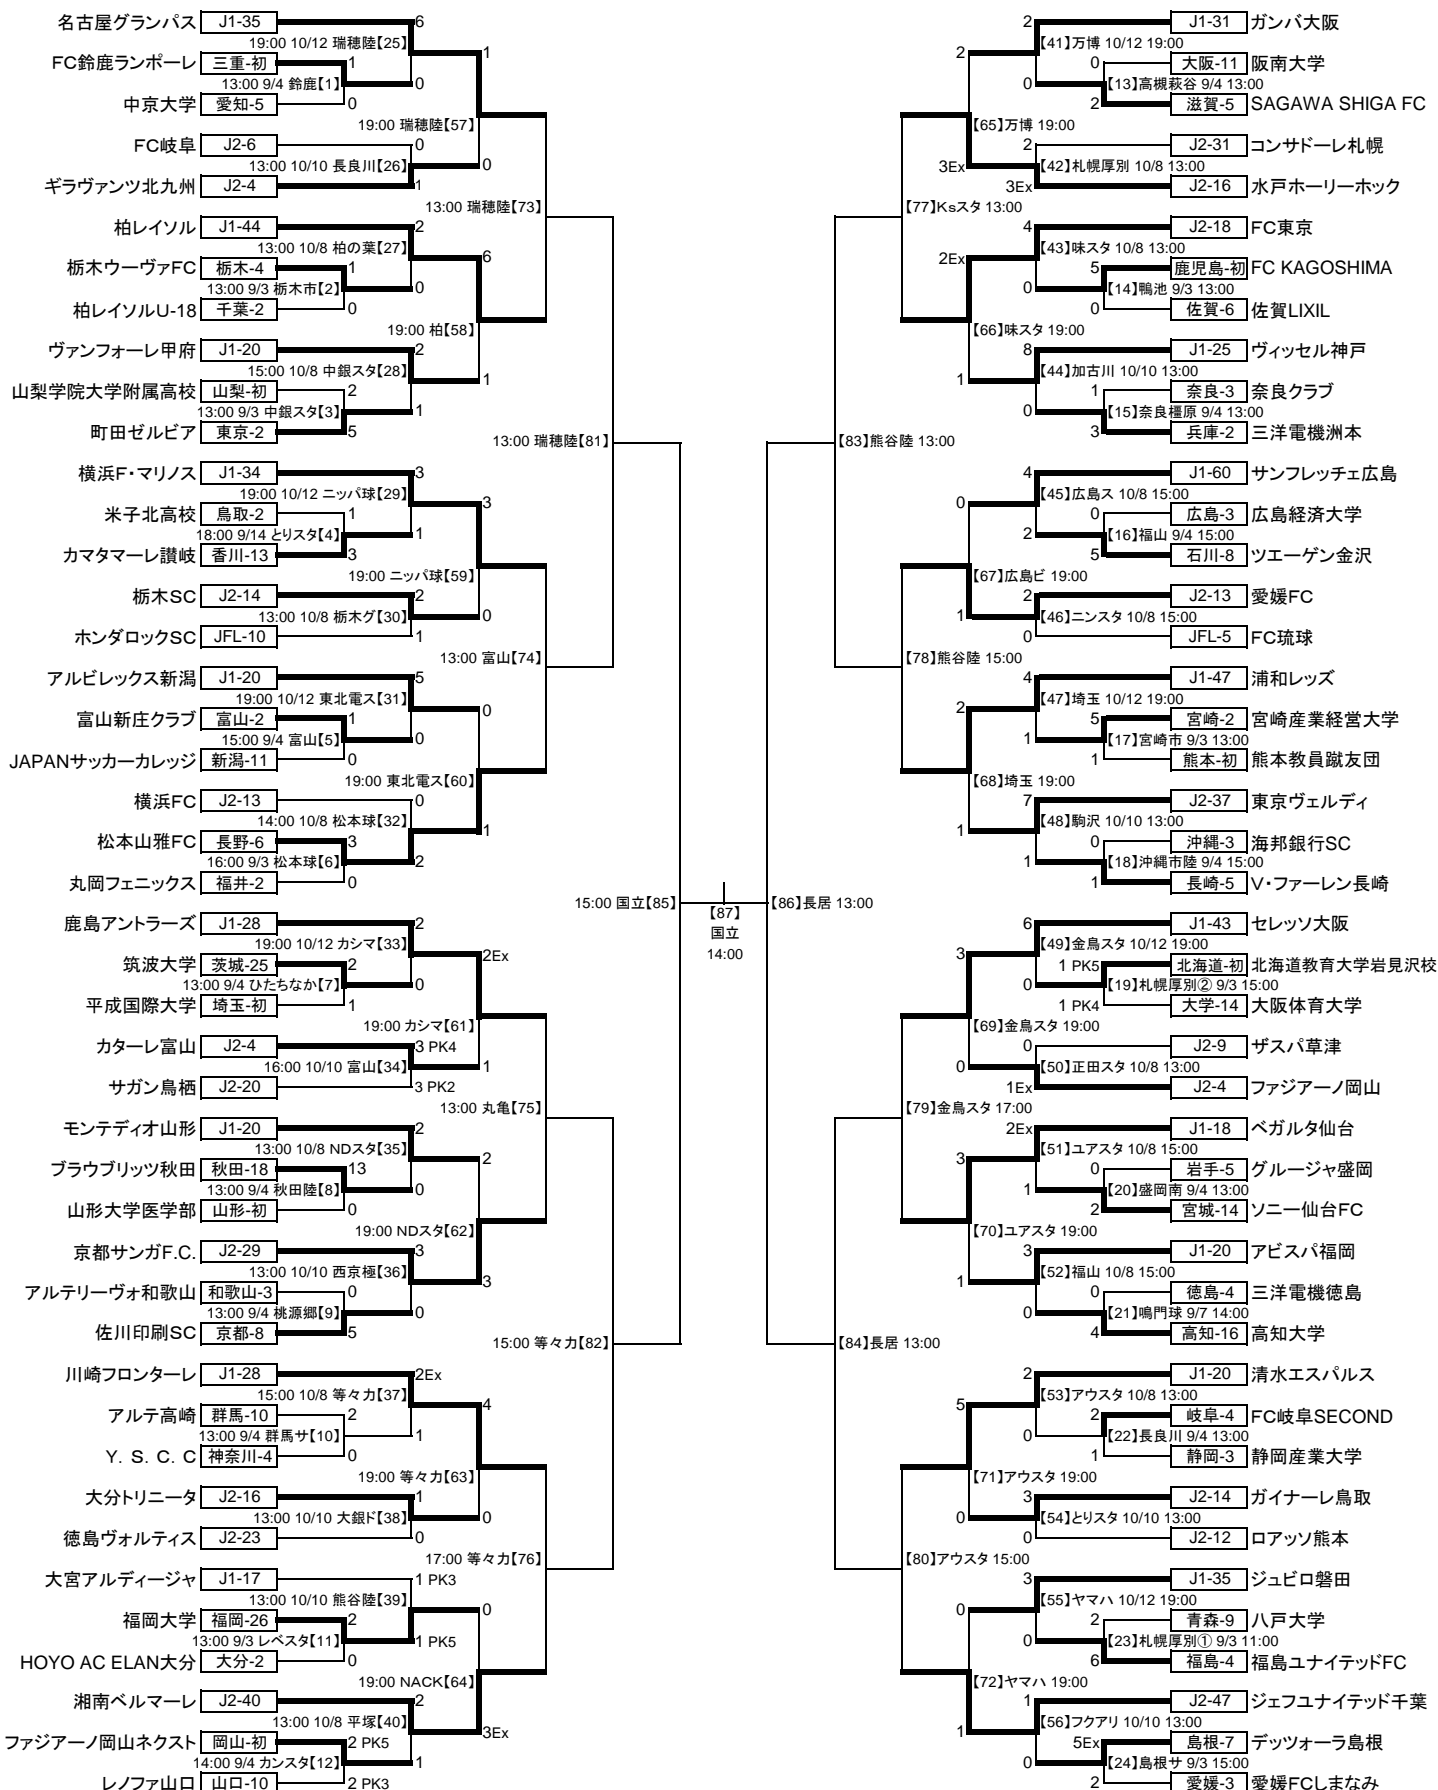 名古屋グランパス J1-35 6
19:00 10/12 瑞穂陸【25】
1
FC鈴鹿ランポーレ 三重-初 1
13:00 9/4 鈴鹿【1】 0
中京大学 愛知-5 0
19:00 瑞穂陸【57】
FC岐阜 J2-6 0
13:00 10/10 長良川【26】 0
ギラヴァンツ北九州 J2-4 1
13:00 瑞穂陸【73】
柏レイソル J1-44 2
13:00 10/8 柏の葉【27】
6
栃木ウーヴァFC 栃木-4 1
13:00 9/3 栃木市【2】 0
柏レイソルU-18 千葉-2 0
19:00 柏【58】
ヴァンフォーレ甲府 J1-20 2
15:00 10/8 中銀スタ【28】
1
山梨学院大学附属高校 山梨-初 2
13:00 9/3 中銀スタ【3】 1
町田ゼルビア 東京-2 5
13:00 瑞穂陸【81】
横浜F・マリノス J1-34 3
19:00 10/12 ニッパ球【29】
3
米子北高校 鳥取-2 1
18:00 9/14 とりスタ【4】 1
カマタマーレ讃岐 香川-13 3
19:00 ニッパ球【59】
栃木SC J2-14 2
13:00 10/8 栃木グ【30】 0
ホンダロックSC JFL-10 1
13:00 富山【74】
アルビレックス新潟 J1-20 5
19:00 10/12 東北電ス【31】
0
富山新庄クラブ 富山-2 1
15:00 9/4 富山【5】 0
JAPANサッカーカレッジ 新潟-11 0
19:00 東北電ス【60】
横浜FC J2-13 0
14:00 10/8 松本球【32】
1
松本山雅FC 長野-6 3
16:00 9/3 松本球【6】 2
丸岡フェニックス 福井-2 0
15:00 国立【85】
鹿島アントラーズ J1-28 2
19:00 10/12 カシマ【33】
2Ex
筑波大学 茨城-25 2
13:00 9/4 ひたちなか【7】 0
平成国際大学 埼玉-初 1
19:00 カシマ【61】
カターレ富山 J2-4 3 PK4
16:00 10/10 富山【34】 1
サガン鳥栖 J2-20 3 PK2
13:00 丸亀【75】
モンテディオ山形 J1-20 2
13:00 10/8 NDスタ【35】
2
ブラウブリッツ秋田 秋田-18 13
13:00 9/4 秋田陸【8】 0
山形大学医学部 山形-初 0
19:00 NDスタ【62】
京都サンガF.C. J2-29 3
13:00 10/10 西京極【36】
3
アルテリーヴォ和歌山 和歌山-3 0
13:00 9/4 桃源郷【9】 0
佐川印刷SC 京都-8 5
15:00 等々力【82】
川崎フロンターレ J1-28 2Ex
15:00 10/8 等々力【37】
4
アルテ高崎 群馬-10 2
13:00 9/4 群馬サ【10】 1
Y.S.C.C 神奈川-4 0
19:00 等々力【63】
大分トリニータ J2-16 1
13:00 10/10 大銀ド【38】 0
徳島ヴォルティス J2-23 0
17:00 等々力【76】
大宮アルディージャ J1-17 1 PK3
13:00 10/10 熊谷陸【39】
0
福岡大学 福岡-26 2
13:00 9/3 レベスタ【11】 1 PK5
HOYO AC ELAN大分 大分-2 0
19:00 NACK【64】
湘南ベルマーレ J2-40 2
13:00 10/8 平塚【40】
3Ex
ファジアーノ岡山ネクスト 岡山-初 2 PK5
14:00 9/4 カンスタ【12】 1
レノファ山口 山口-10 2 PK3
【87】
国立
14:00
2 J1-31 ガンバ大阪
【41】万博 10/12 19:00
2
0 大阪-11 阪南大学
0 【13】高槻萩谷 9/4 13:00
2 滋賀-5 SAGAWA SHIGA FC
【65】万博 19:00
2 J2-31 コンサドーレ札幌
3Ex 【42】札幌厚別 10/8 13:00
3Ex J2-16 水戸ホーリーホック
【77】Ksスタ 13:00
4 J2-18 FC東京
【43】味スタ 10/8 13:00
2Ex
5 鹿児島-初 FC KAGOSHIMA
0 【14】鴨池 9/3 13:00
0 佐賀-6 佐賀LIXIL
【66】味スタ 19:00
8 J1-25 ヴィッセル神戸
【44】加古川 10/10 13:00
1
1 奈良-3 奈良クラブ
0 【15】奈良橿原 9/4 13:00
3 兵庫-2 三洋電機洲本
【83】熊谷陸 13:00
4 J1-60 サンフレッチェ広島
【45】広島ス 10/8 15:00
0
0 広島-3 広島経済大学
2 【16】福山 9/4 15:00
5 石川-8 ツエーゲン金沢
【67】広島ビ 19:00
2 J2-13 愛媛FC
1 【46】ニンスタ 10/8 15:00
0 JFL-5 FC琉球
【78】熊谷陸 15:00
4 J1-47 浦和レッズ
【47】埼玉 10/12 19:00
2
5 宮崎-2 宮崎産業経営大学
1 【17】宮崎市 9/3 13:00
1 熊本-初 熊本教員蹴友団
【68】埼玉 19:00
7 J2-37 東京ヴェルディ
【48】駒沢 10/10 13:00
1
0 沖縄-3 海邦銀行SC
1 【18】沖縄市陸 9/4 15:00
1 長崎-5 V・ファーレン長崎
【86】長居 13:00
6 J1-43 セレッソ大阪
【49】金鳥スタ 10/12 19:00
3
1 PK5 北海道-初 北海道教育大学岩見沢校
0 【19】札幌厚別② 9/3 15:00
1 PK4 大学-14 大阪体育大学
【69】金鳥スタ 19:00
0 J2-9 ザスパ草津
0 【50】正田スタ 10/8 13:00
1Ex J2-4 ファジアーノ岡山
【79】金鳥スタ 17:00
2Ex J1-18 ベガルタ仙台
【51】ユアスタ 10/8 15:00
3
0 岩手-5 グルージャ盛岡
1 【20】盛岡南 9/4 13:00
2 宮城-14 ソニー仙台FC
【70】ユアスタ 19:00
3 J1-20 アビスパ福岡
【52】福山 10/8 15:00
1
0 徳島-4 三洋電機徳島
0 【21】鳴門球 9/7 14:00
4 高知-16 高知大学
【84】長居 13:00
2 J1-20 清水エスパルス
【53】アウスタ 10/8 13:00
5
2 岐阜-4 FC岐阜SECOND
0 【22】長良川 9/4 13:00
1 静岡-3 静岡産業大学
【71】アウスタ 19:00
3 J2-14 ガイナーレ鳥取
0 【54】とりスタ 10/10 13:00
0 J2-12 ロアッソ熊本
【80】アウスタ 15:00
3 J1-35 ジュビロ磐田
【55】ヤマハ 10/12 19:00
0
2 青森-9 八戸大学
0 【23】札幌厚別① 9/3 11:00
6 福島-4 福島ユナイテッドFC
【72】ヤマハ 19:00
1 J2-47 ジェフユナイテッド千葉
【56】フクアリ 10/10 13:00
1
5Ex 島根-7 デッツォーラ島根
0 【24】島根サ 9/3 15:00
2 愛媛-3 愛媛FCしまなみ